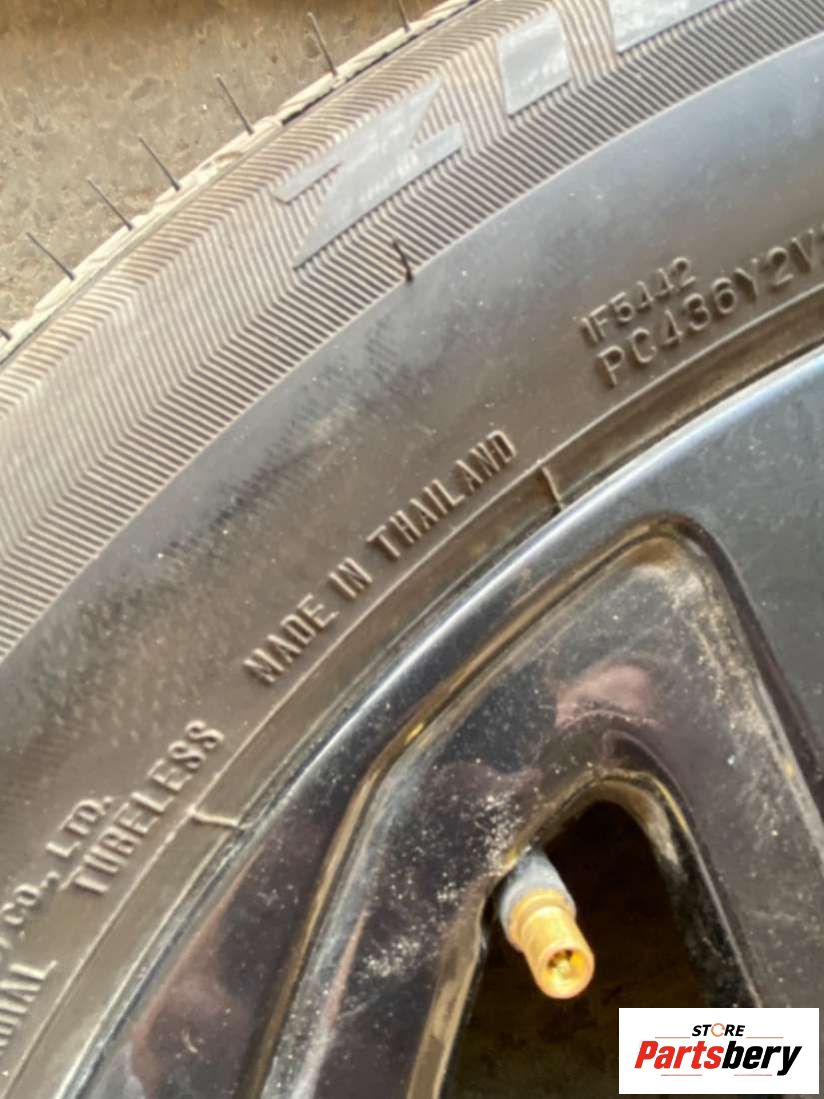 1F5442
PC436Y2V
MADE IN THAILAND
CO., LTD.
TUBELESS
STORE
Partsbery